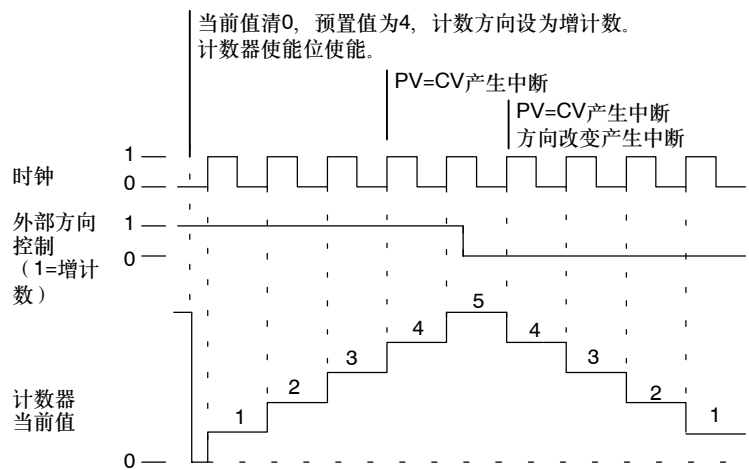 当前值清0，预置值为4，计数方向设为增计数.
计数器使能位使能.
PV=CV产生中断
PV=CV产生中断
方向改变产生中断
时钟
1
0
外部方向
控制
（1=增计
数）
1
0
计数器
当前值
0
1
2
3
4
5
4
3
2
1